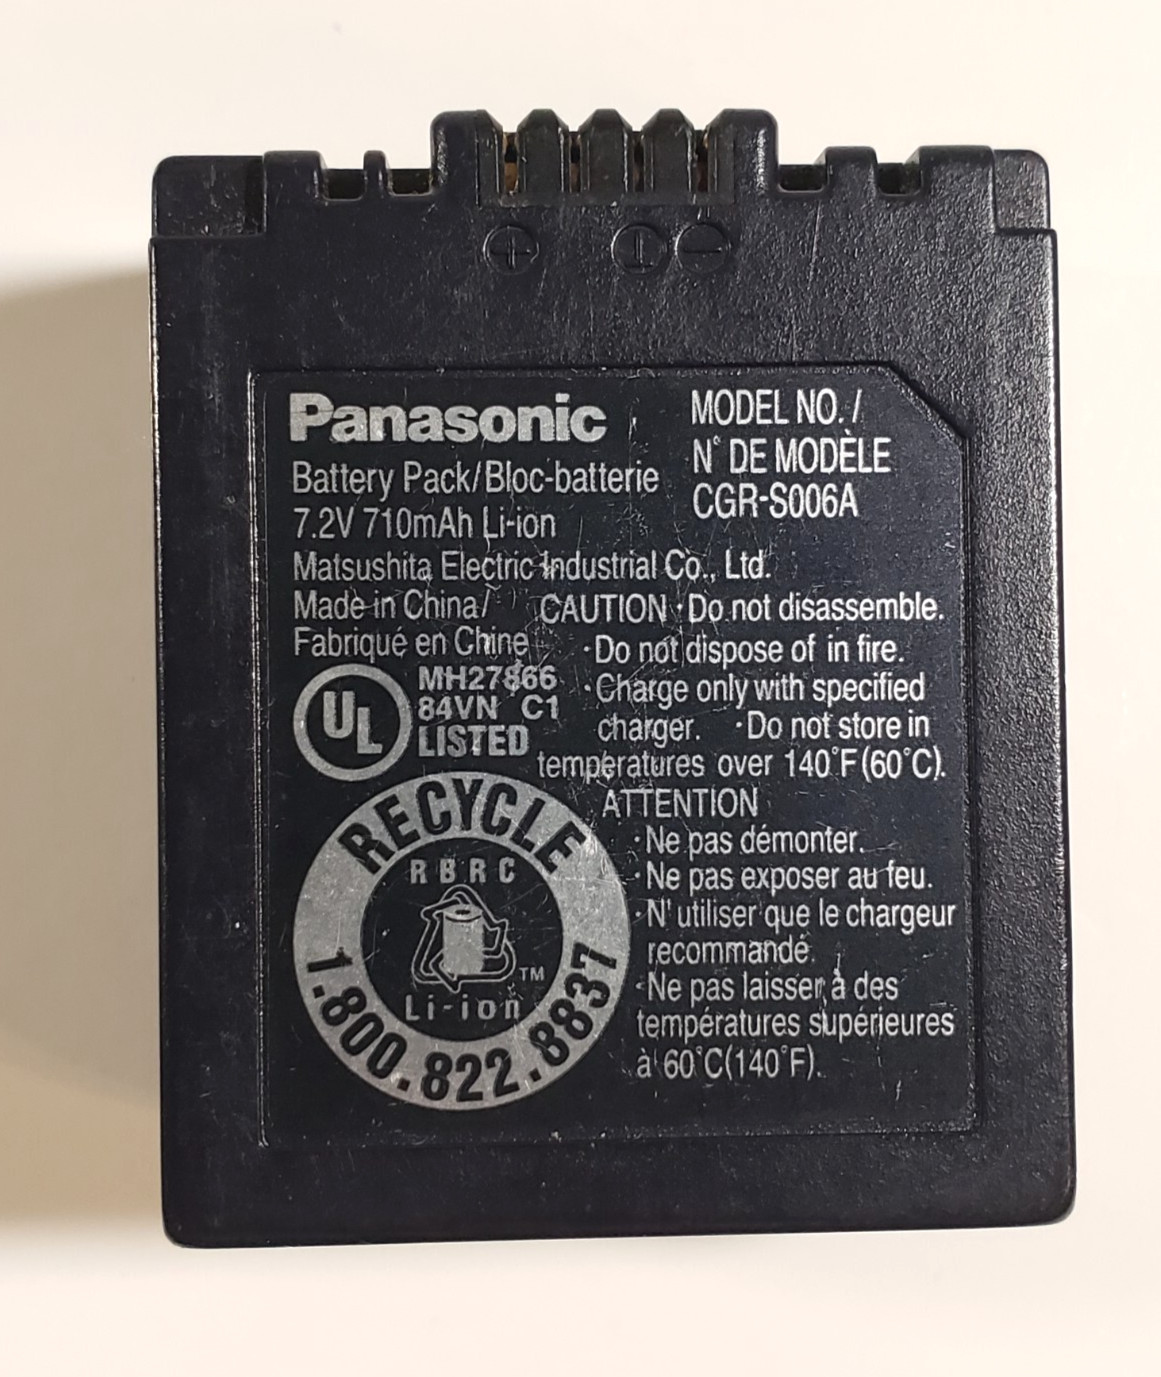 Panasonic
Battery Pack/Bloc-batterie
7.2V 710mAh Li-ion
MODEL NO. /
N° DE MODÈLE
CGR-S006A
Matsushita Electric Industrial Co., Ltd.
Made in China/
Fabriqué en Chine
CAUTION ·Do not disassemble.
·Do not dispose of in fire.
·Charge only with specified
charger. ·Do not store in
temperatures over 140°F(60°C).
UL
MH27866
84VN C1
LISTED
ATTENTION
·Ne pas démonter.
·Ne pas exposer au feu.
·N'utiliser que le chargeur
recommandé.
·Ne pas laisser à des
températures supérieures
à 60°C(140°F).
RECYCLE
RBRC
TM
Li-ion
1.800.822.8837